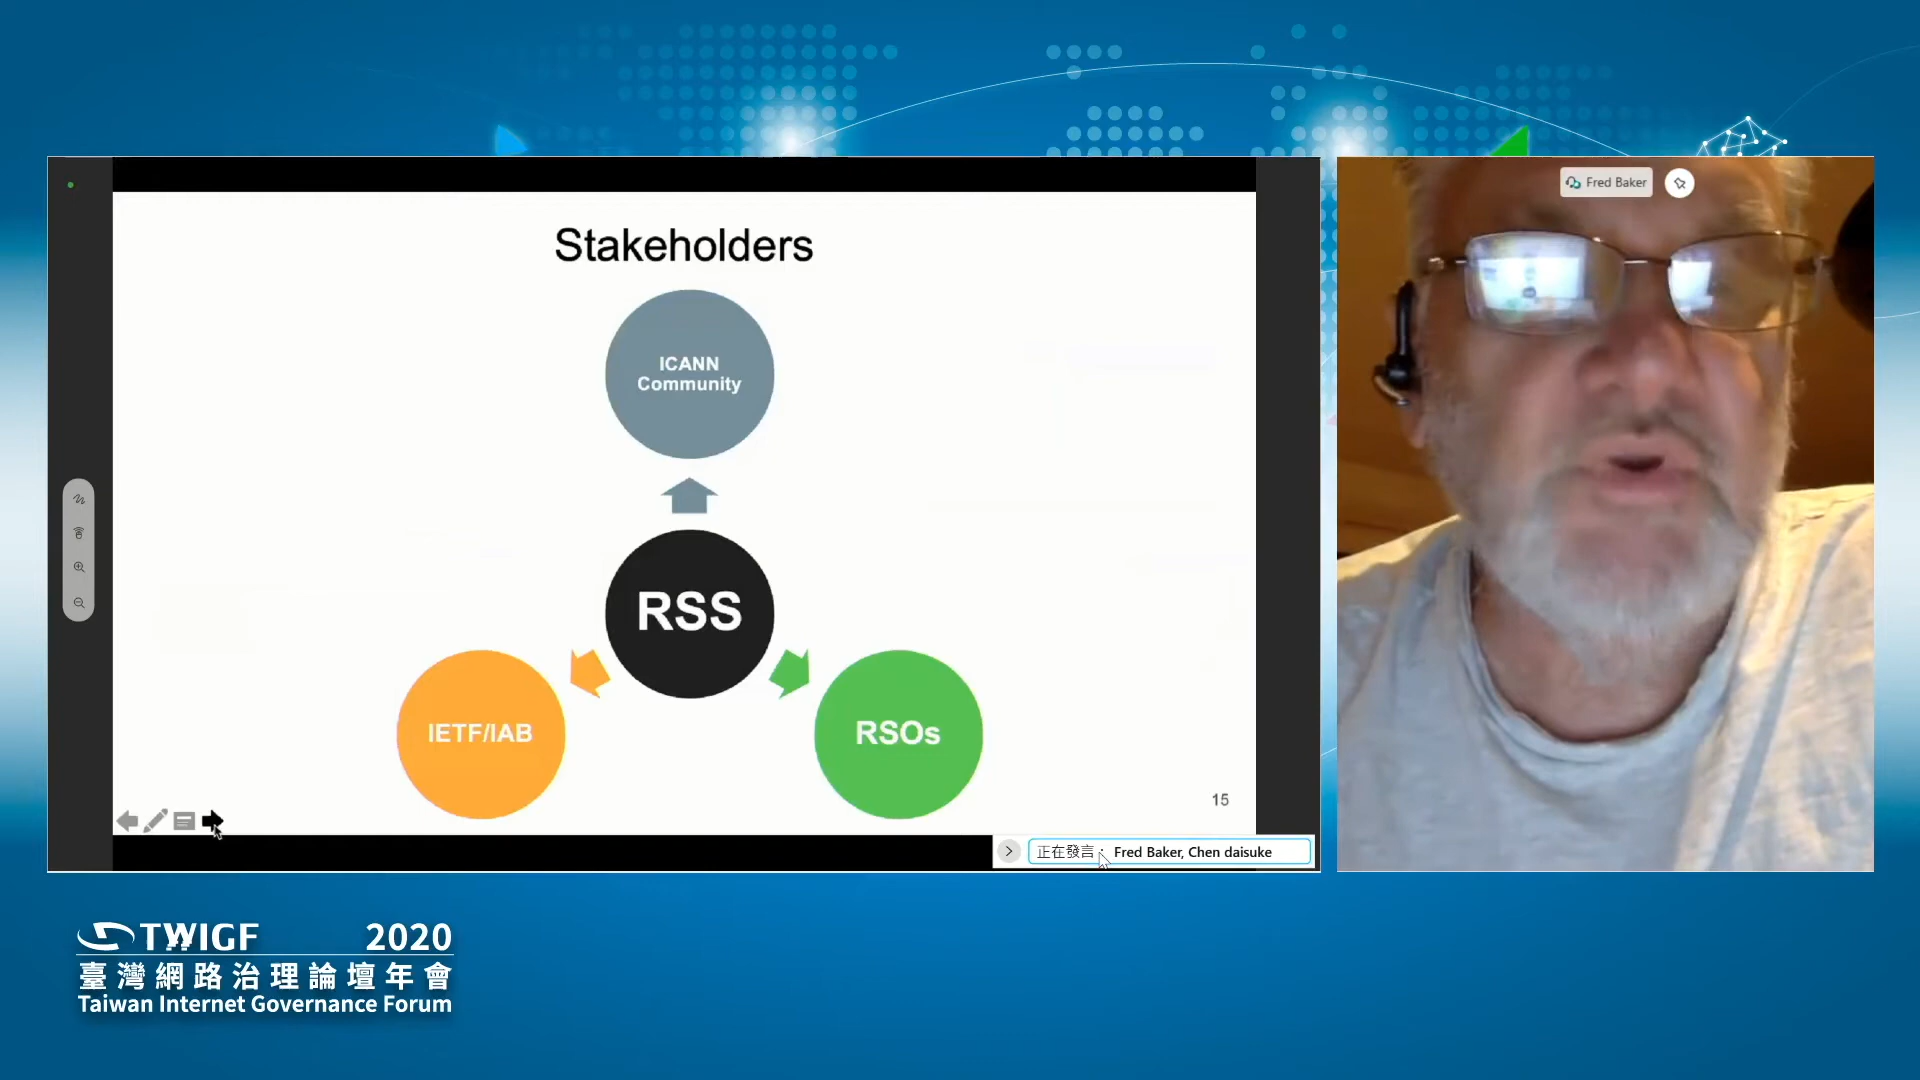 Fred Baker
Stakeholders
ICANN
Community
RSS
IETF/IAB
RSOs
15
正在發言： Fred Baker, Chen daisuke
TWIGF 2020
臺灣網路治理論壇年會
Taiwan Internet Governance Forum